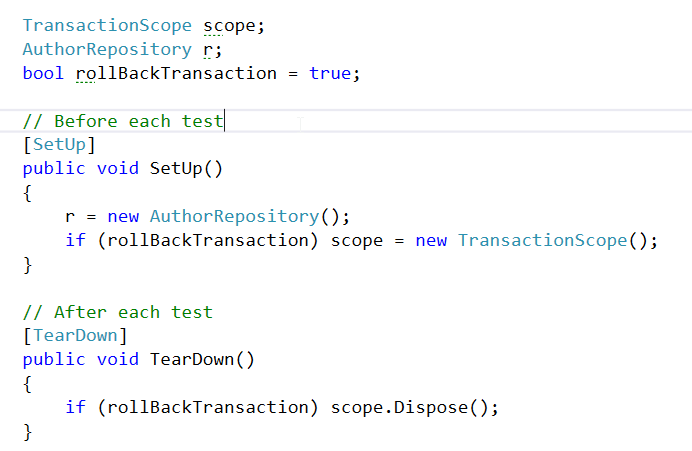 TransactionScope scope;
AuthorRepository r;
bool rollBackTransaction = true;

// Before each test
[SetUp]
public void SetUp()
{
    r = new AuthorRepository();
    if (rollBackTransaction) scope = new TransactionScope();
}

// After each test
[TearDown]
public void TearDown()
{
    if (rollBackTransaction) scope.Dispose();
}